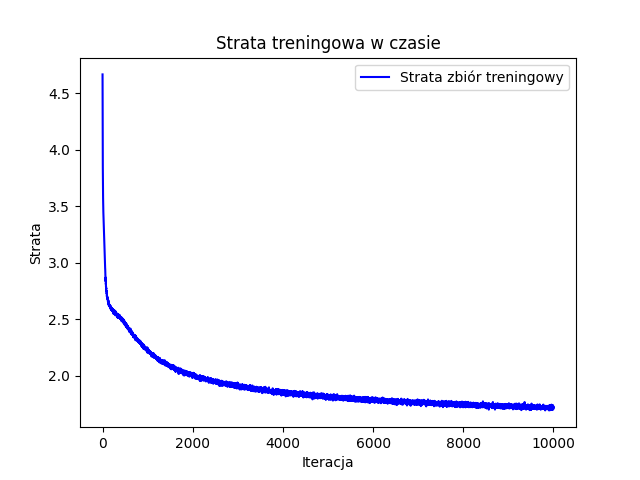 Strata treningowa w czasie
Strata zbiór treningowy
4.5
4.0
3.5
3.0
2.5
2.0
Strata
0 2000 4000 6000 8000 10000
Iteracja